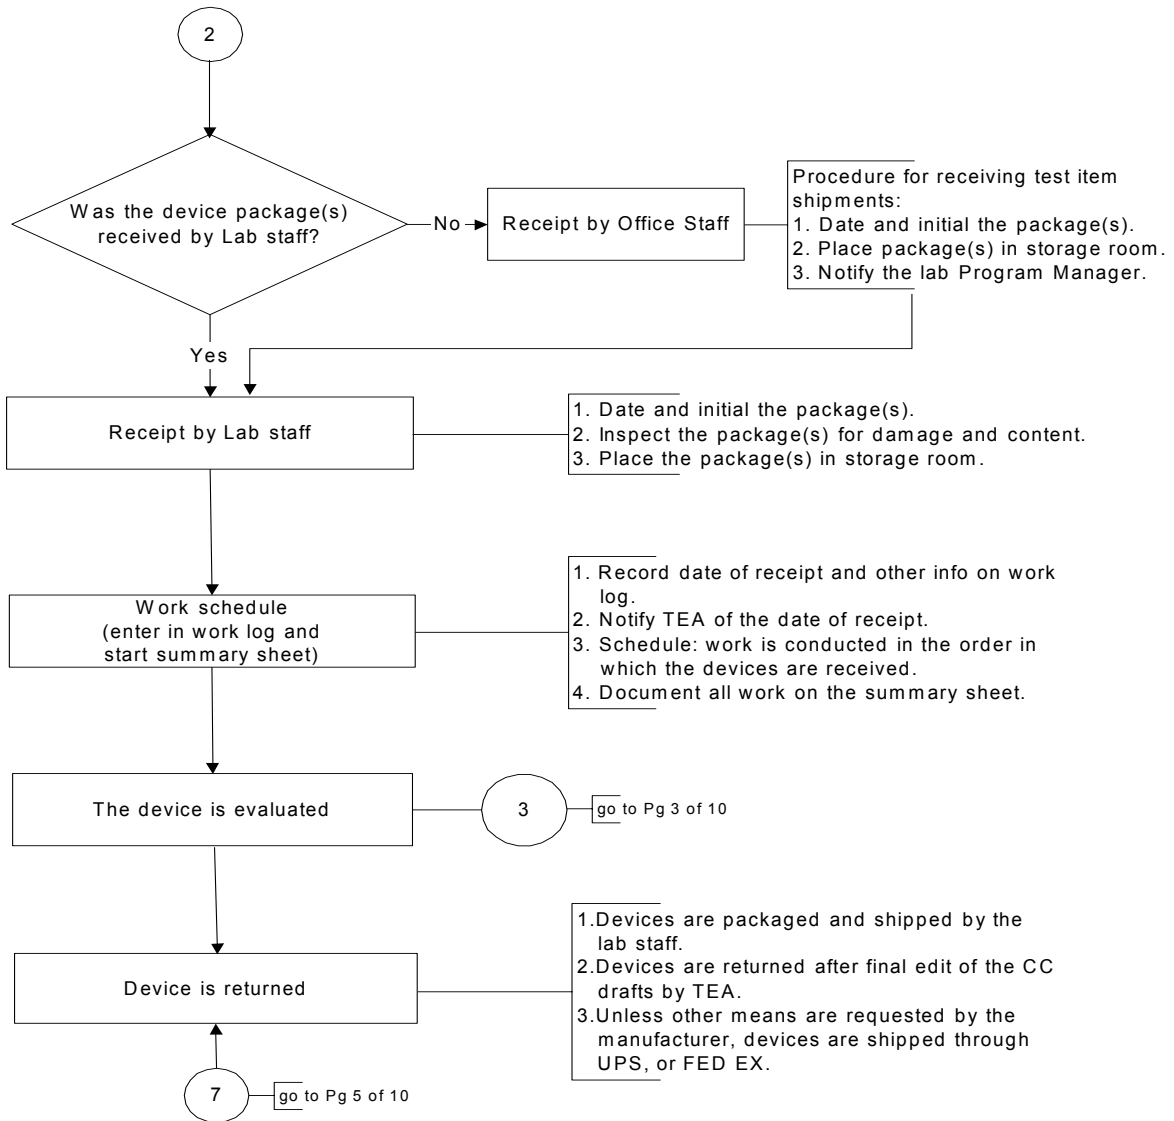 2
Was the device package(s)
received by Lab staff?
No
Receipt by Office Staff
Procedure for receiving test item
shipments:
1. Date and initial the package(s).
2. Place package(s) in storage room.
3. Notify the lab Program Manager.
Yes
Receipt by Lab staff
1. Date and initial the package(s).
2. Inspect the package(s) for damage and content.
3. Place the package(s) in storage room.
Work schedule
(enter in work log and
start summary sheet)
1. Record date of receipt and other info on work
log.
2. Notify TEA of the date of receipt.
3. Schedule: work is conducted in the order in
which the devices are received.
4. Document all work on the summary sheet.
The device is evaluated
3
go to Pg 3 of 10
Device is returned
1.Devices are packaged and shipped by the
lab staff.
2.Devices are returned after final edit of the CC
drafts by TEA.
3.Unless other means are requested by the
manufacturer, devices are shipped through
UPS, or FED EX.
7
go to Pg 5 of 10